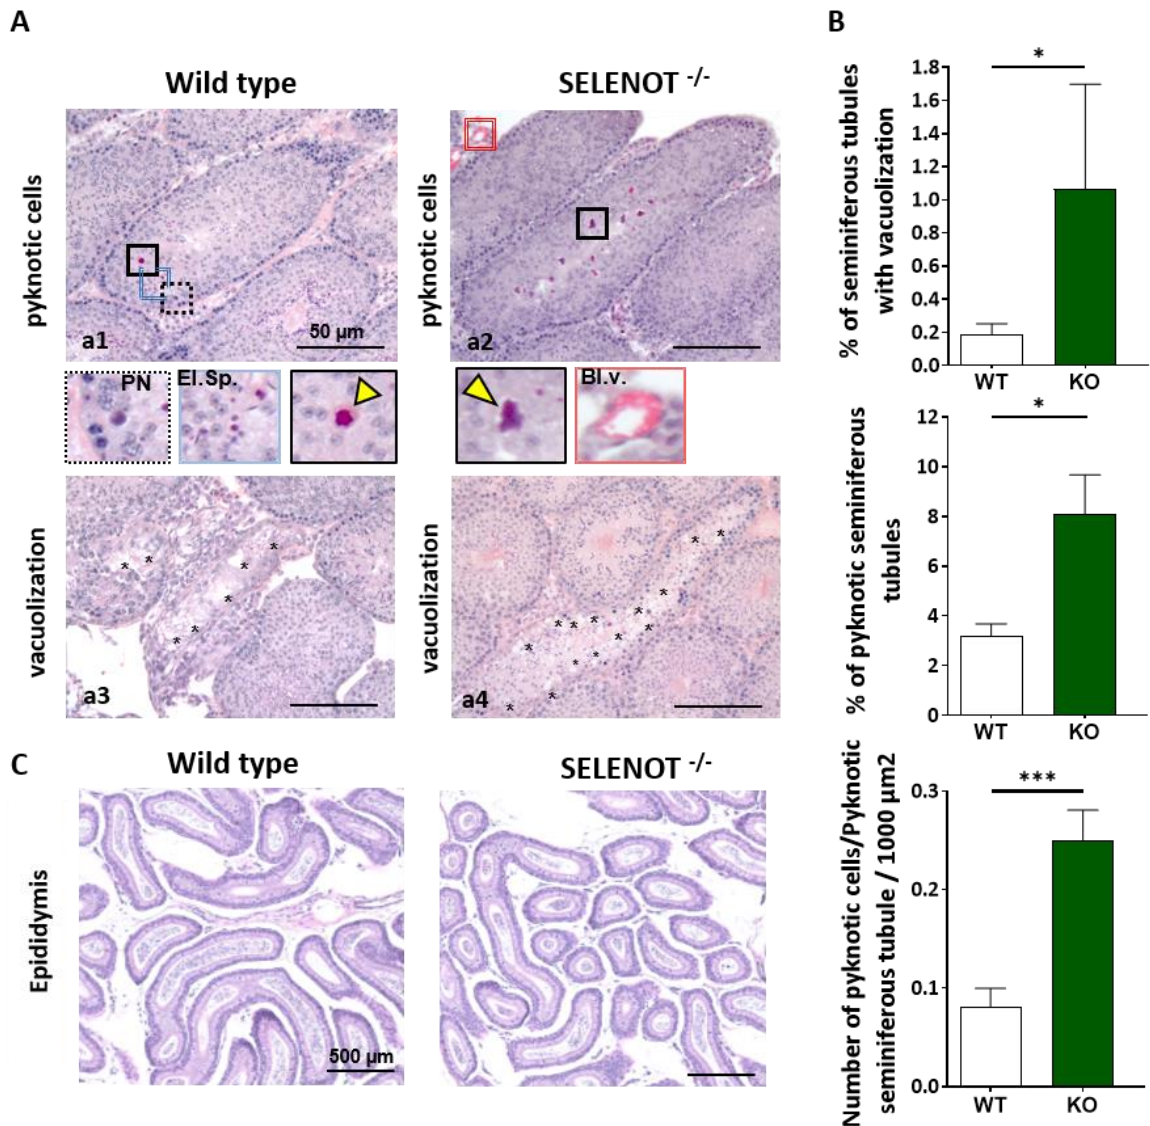 A
Wild type
SELENOT -/-
pyknotic cells
a1
50 µm
pyknotic cells
a2
PN
El.Sp.
Bl.v.
vacuolization
* * * * * * *
a3
vacuolization
* * * * * * * * * * * * * *
a4
B
% of seminiferous tubules
with vacuolization
1.8
1.6
1.4
1.2
1.0
0.8
0.6
0.4
0.2
0.0
*
WT KO
% of pyknotic seminiferous
tubules
12
10
8
6
4
2
0
*
WT KO
Number of pyknotic cells/Pyknotic
seminiferous tubule / 1000 µm2
0.3
0.2
0.1
0.0
***
WT KO
C
Wild type
SELENOT -/-
Epididymis
500 µm